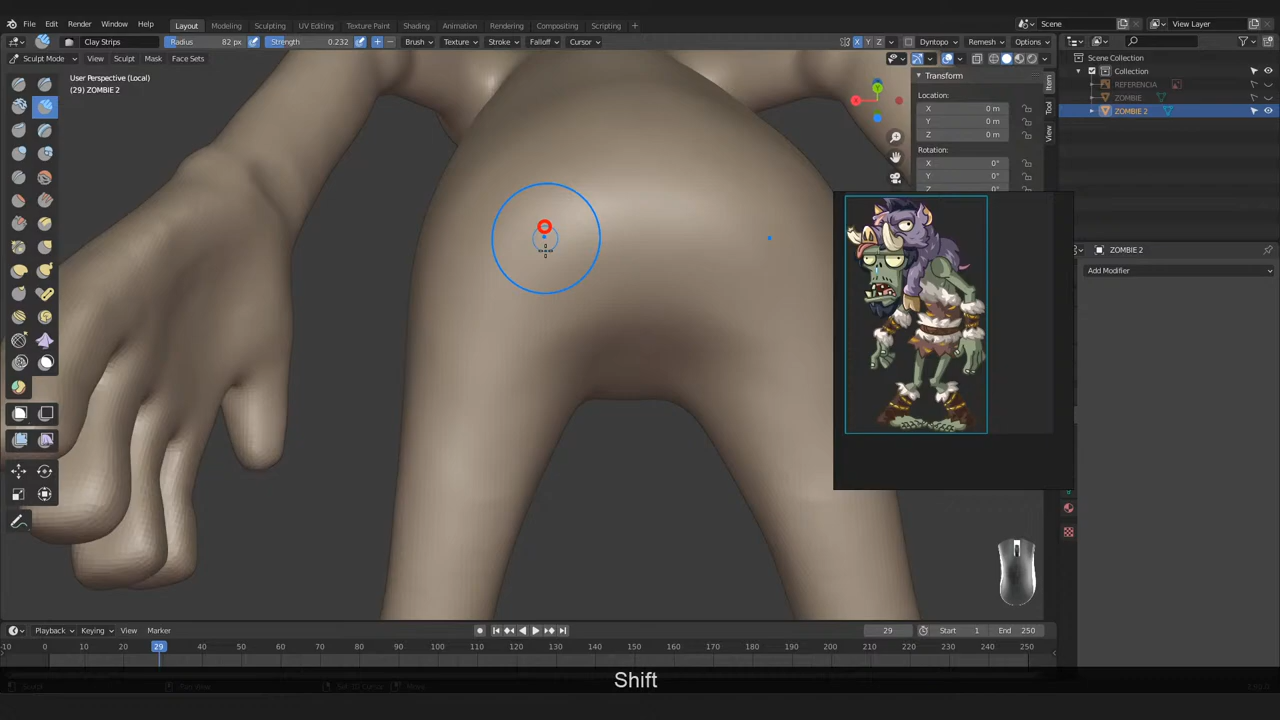 File Edit Render Window Help Layout Modeling Sculpting UV Editing Texture Paint Shading Animation Rendering Compositing Scripting + Scene View Layer
Clay Strips Radius 82 px Strength 0.232 Brush Texture Stroke Falloff Cursor X Y Z Dyntopo Remesh Options
Sculpt Mode View Sculpt Mask Face Sets
Scene Collection
User Perspective (Local)
(29) ZOMBIE 2
Transform
Collection
REFERENCIA
ZOMBIE
ZOMBIE 2
Location:
X 0 m
Y 0 m
Z 0 m
Rotation:
X 0°
Y 0°
Z 0°
Item
Tool
View
ZOMBIE 2
Add Modifier
Playback Keying View Marker 29 Start 1 End 250
-10 0 10 20 29 40 50 60 70 80 90 100 110 120 130 140 150 160 170 180 190 200 210 220 230 240 250
Shift